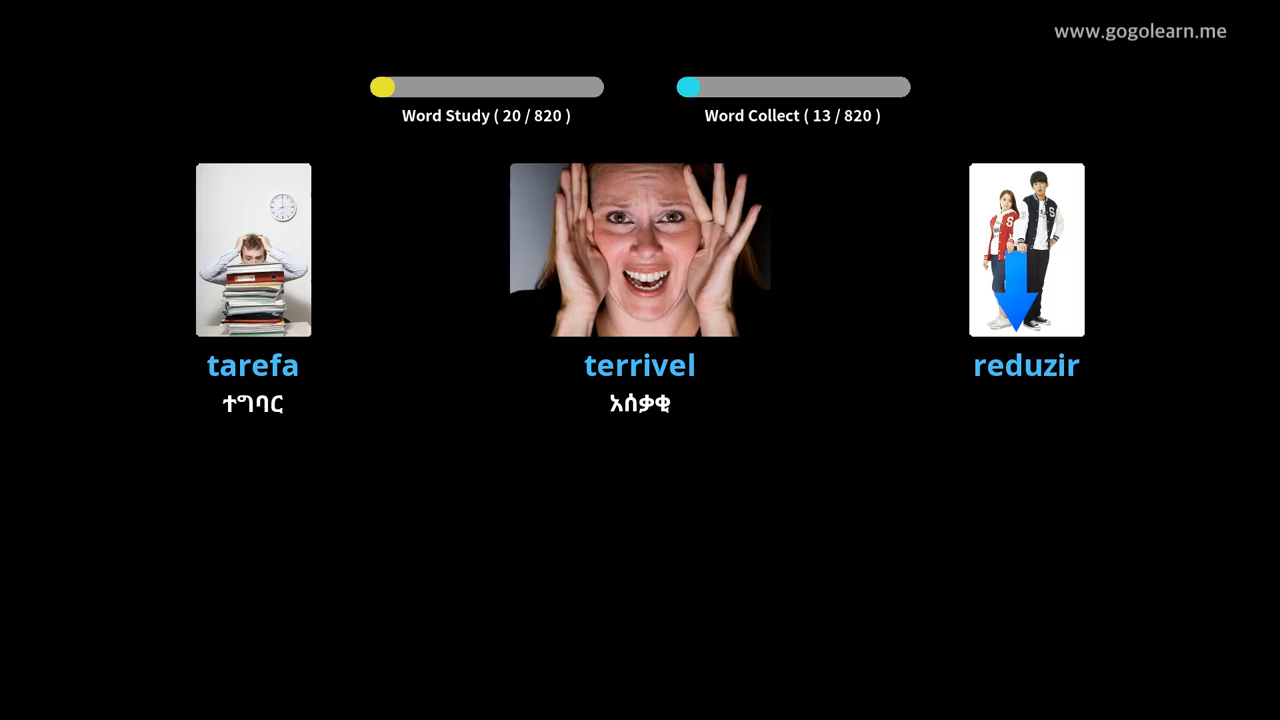 www.gogolearn.me
Word Study ( 20 / 820 )
Word Collect ( 13 / 820 )
S
S
tarefa
terrivel
reduzir
ተግባር
አሰቃቂ